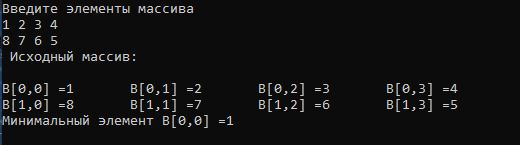 Введите элементы массива
1 2 3 4
8 7 6 5
Исходный массив:
B[0,0] =1 B[0,1] =2 B[0,2] =3 B[0,3] =4
B[1,0] =8 B[1,1] =7 B[1,2] =6 B[1,3] =5
Минимальный элемент B[0,0] =1